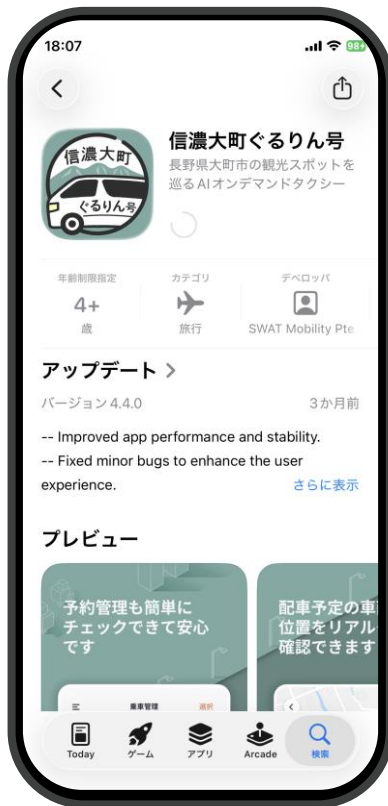 18:07
98
信濃大町
ぐるりん号
信濃大町ぐるりん号
長野県大町市の観光スポットを
巡るAIオンデマンドタクシー
年齢制限指定
4+
歳
カテゴリ
旅行
デベロッパ
SWAT Mobility Pte
アップデート >
バージョン 4.4.0
3か月前
-- Improved app performance and stability.
-- Fixed minor bugs to enhance the user
experience.
さらに表示
プレビュー
予約管理も簡単に
チェックできて安心
です
乗車管理
選択
配車予定の車
位置をリアル
確認できます
Today
ゲーム
アプリ
Arcade
検索